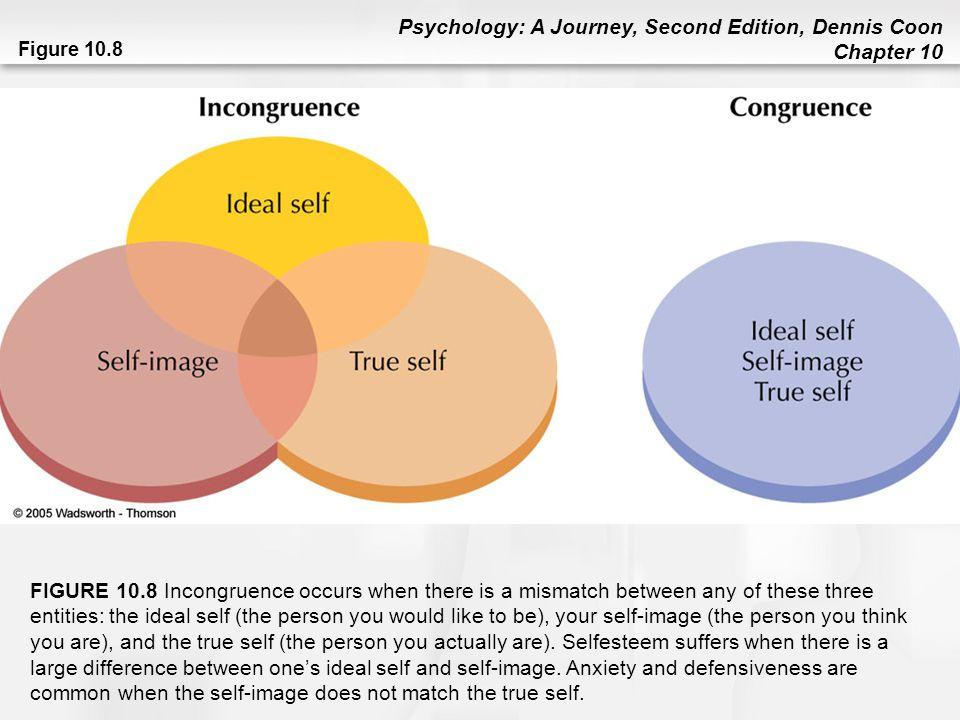 Psychology: A Journey, Second Edition, Dennis Coon
Chapter 10
Figure 10.8
Incongruence
Congruence
Ideal self
Self-image
True self
Ideal self
Self-image
True self
© 2005 Wadsworth - Thomson
FIGURE 10.8 Incongruence occurs when there is a mismatch between any of these three
entities: the ideal self (the person you would like to be), your self-image (the person you think
you are), and the true self (the person you actually are). Selfesteem suffers when there is a
large difference between one’s ideal self and self-image. Anxiety and defensiveness are
common when the self-image does not match the true self.